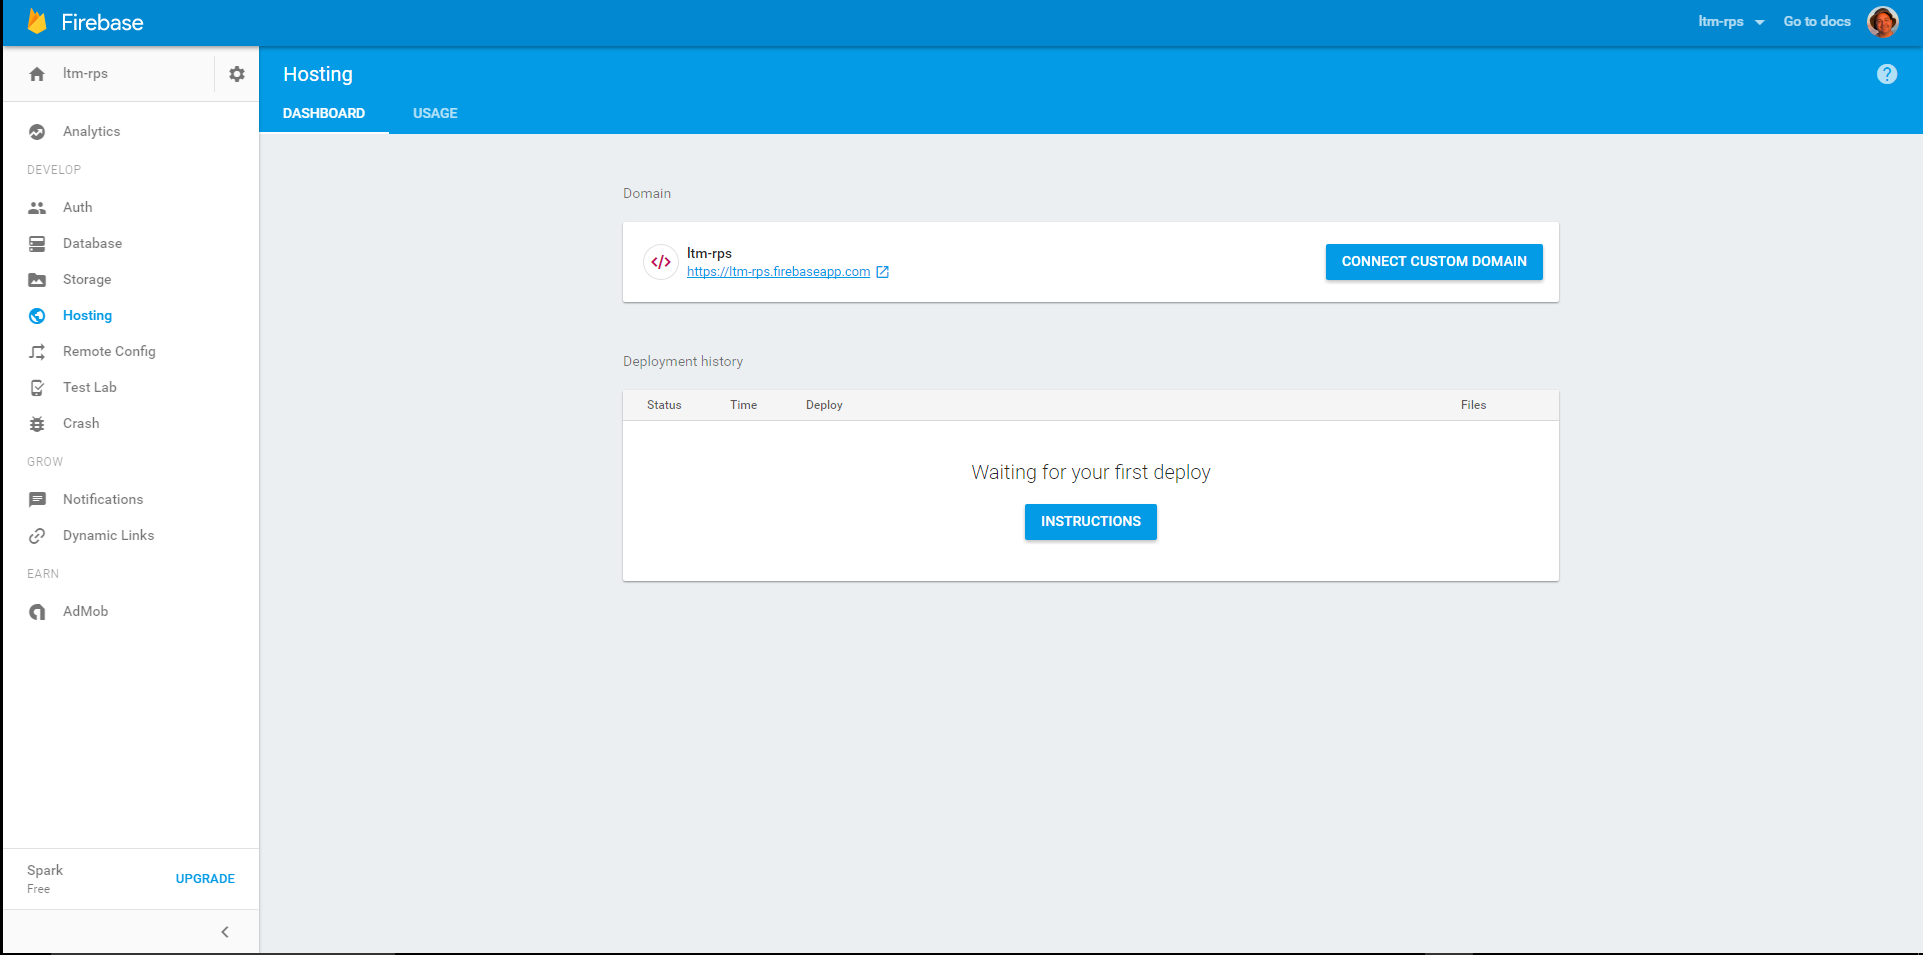 Firebase
ltm-rps
Go to docs
ltm-rps
Hosting
DASHBOARD
USAGE
Analytics
DEVELOP
Auth
Database
Storage
Hosting
Remote Config
Test Lab
Crash
GROW
Notifications
Dynamic Links
EARN
AdMob
Spark
Free
UPGRADE
Domain
ltm-rps
https://ltm-rps.firebaseapp.com
CONNECT CUSTOM DOMAIN
Deployment history
Status Time Deploy Files
Waiting for your first deploy
INSTRUCTIONS